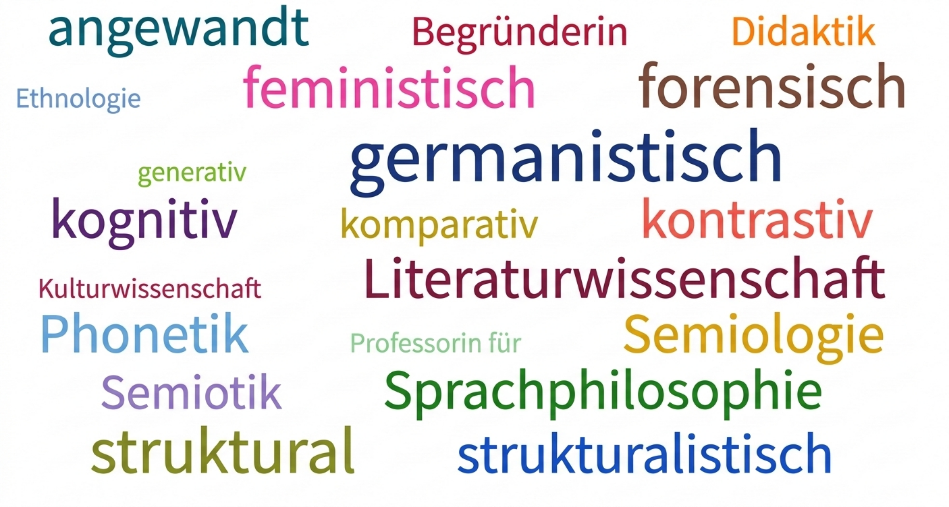 angewandt Begründerin Didaktik
Ethnologie feministisch forensisch
germanistisch
generativ
kognitiv komparativ kontrastiv
Kulturwissenschaft Literaturwissenschaft
Phonetik Professorin für Semiologie
Semiotik Sprachphilosophie
struktural strukturalistisch